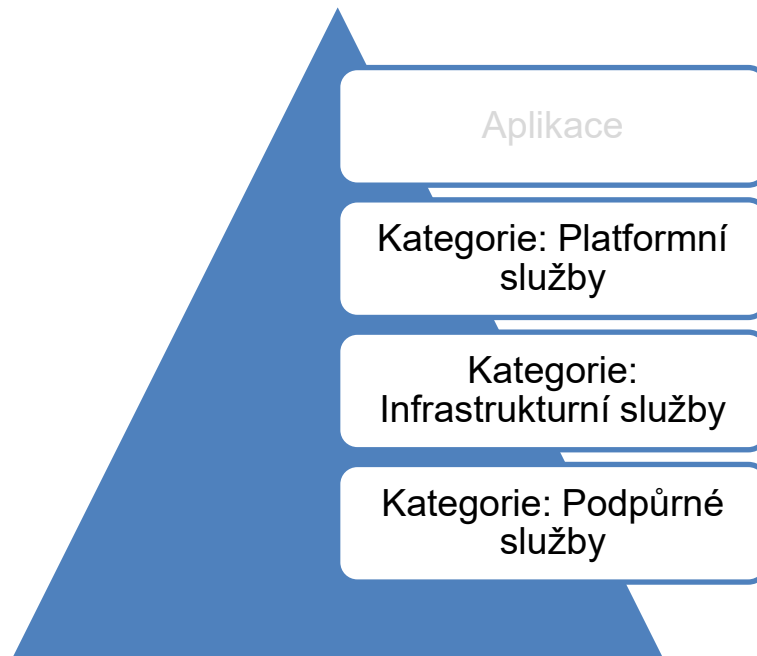 Aplikace
Kategorie: Platformní
služby
Kategorie:
Infrastrukturní služby
Kategorie: Podpůrné
služby